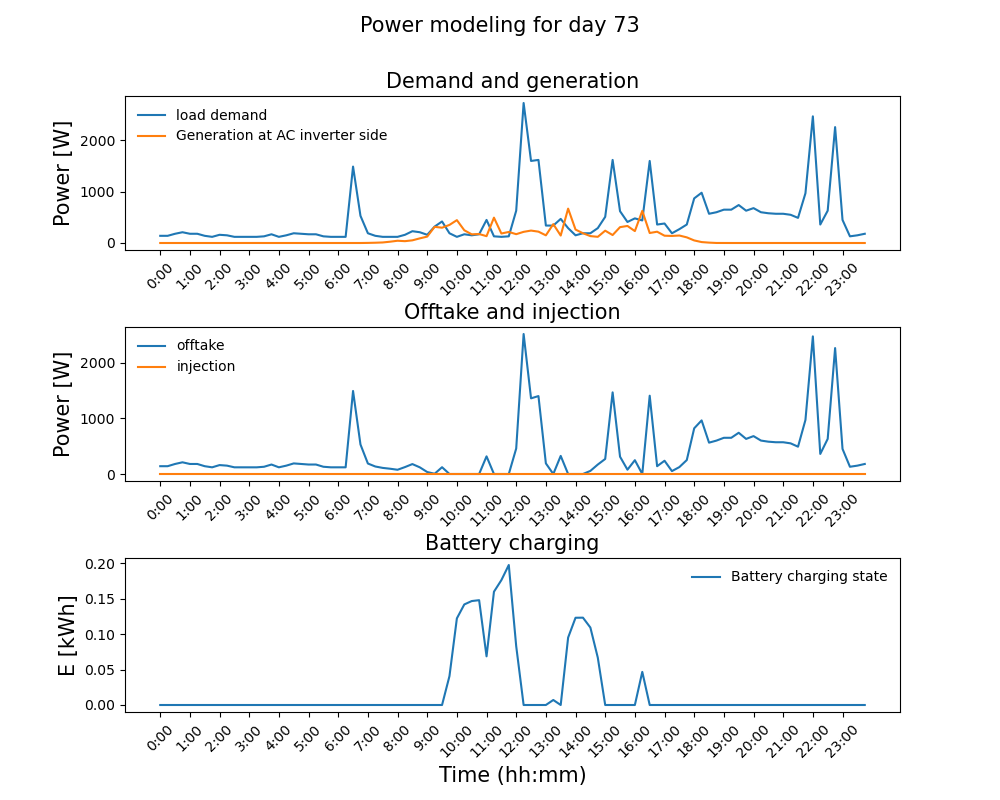 Power modeling for day 73
Demand and generation
Power [W]
2000
1000
0
load demand
Generation at AC inverter side
0:00 1:00 2:00 3:00 4:00 5:00 6:00 7:00 8:00 9:00 10:00 11:00 12:00 13:00 14:00 15:00 16:00 17:00 18:00 19:00 20:00 21:00 22:00 23:00
Offtake and injection
Power [W]
2000
1000
0
offtake
injection
0:00 1:00 2:00 3:00 4:00 5:00 6:00 7:00 8:00 9:00 10:00 11:00 12:00 13:00 14:00 15:00 16:00 17:00 18:00 19:00 20:00 21:00 22:00 23:00
Battery charging
E [kWh]
0.20
0.15
0.10
0.05
0.00
Battery charging state
0:00 1:00 2:00 3:00 4:00 5:00 6:00 7:00 8:00 9:00 10:00 11:00 12:00 13:00 14:00 15:00 16:00 17:00 18:00 19:00 20:00 21:00 22:00 23:00
Time (hh:mm)